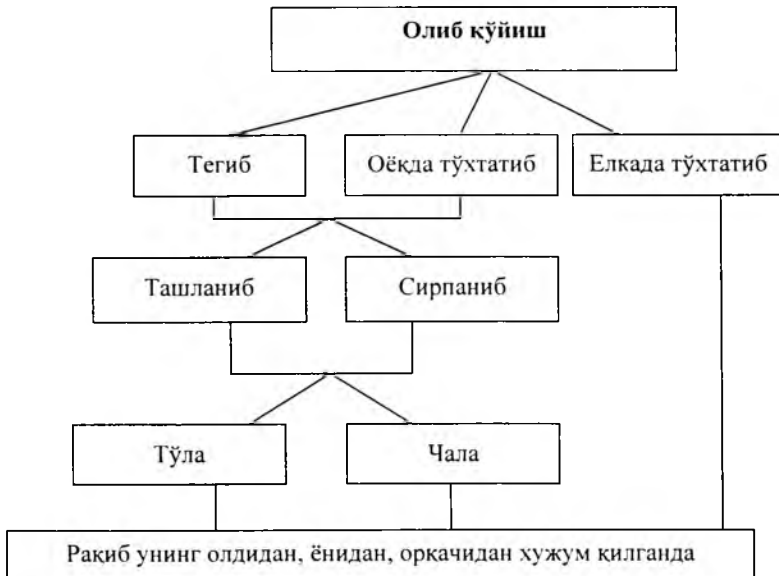 Олиб қўйиш
Тегиб
Оёқда тўхтатиб
Елкада тўхтатиб
Ташланиб
Сирпаниб
Тўла
Чала
Рақиб унинг олдидан, ёнидан, орқачидан хужум қилганда